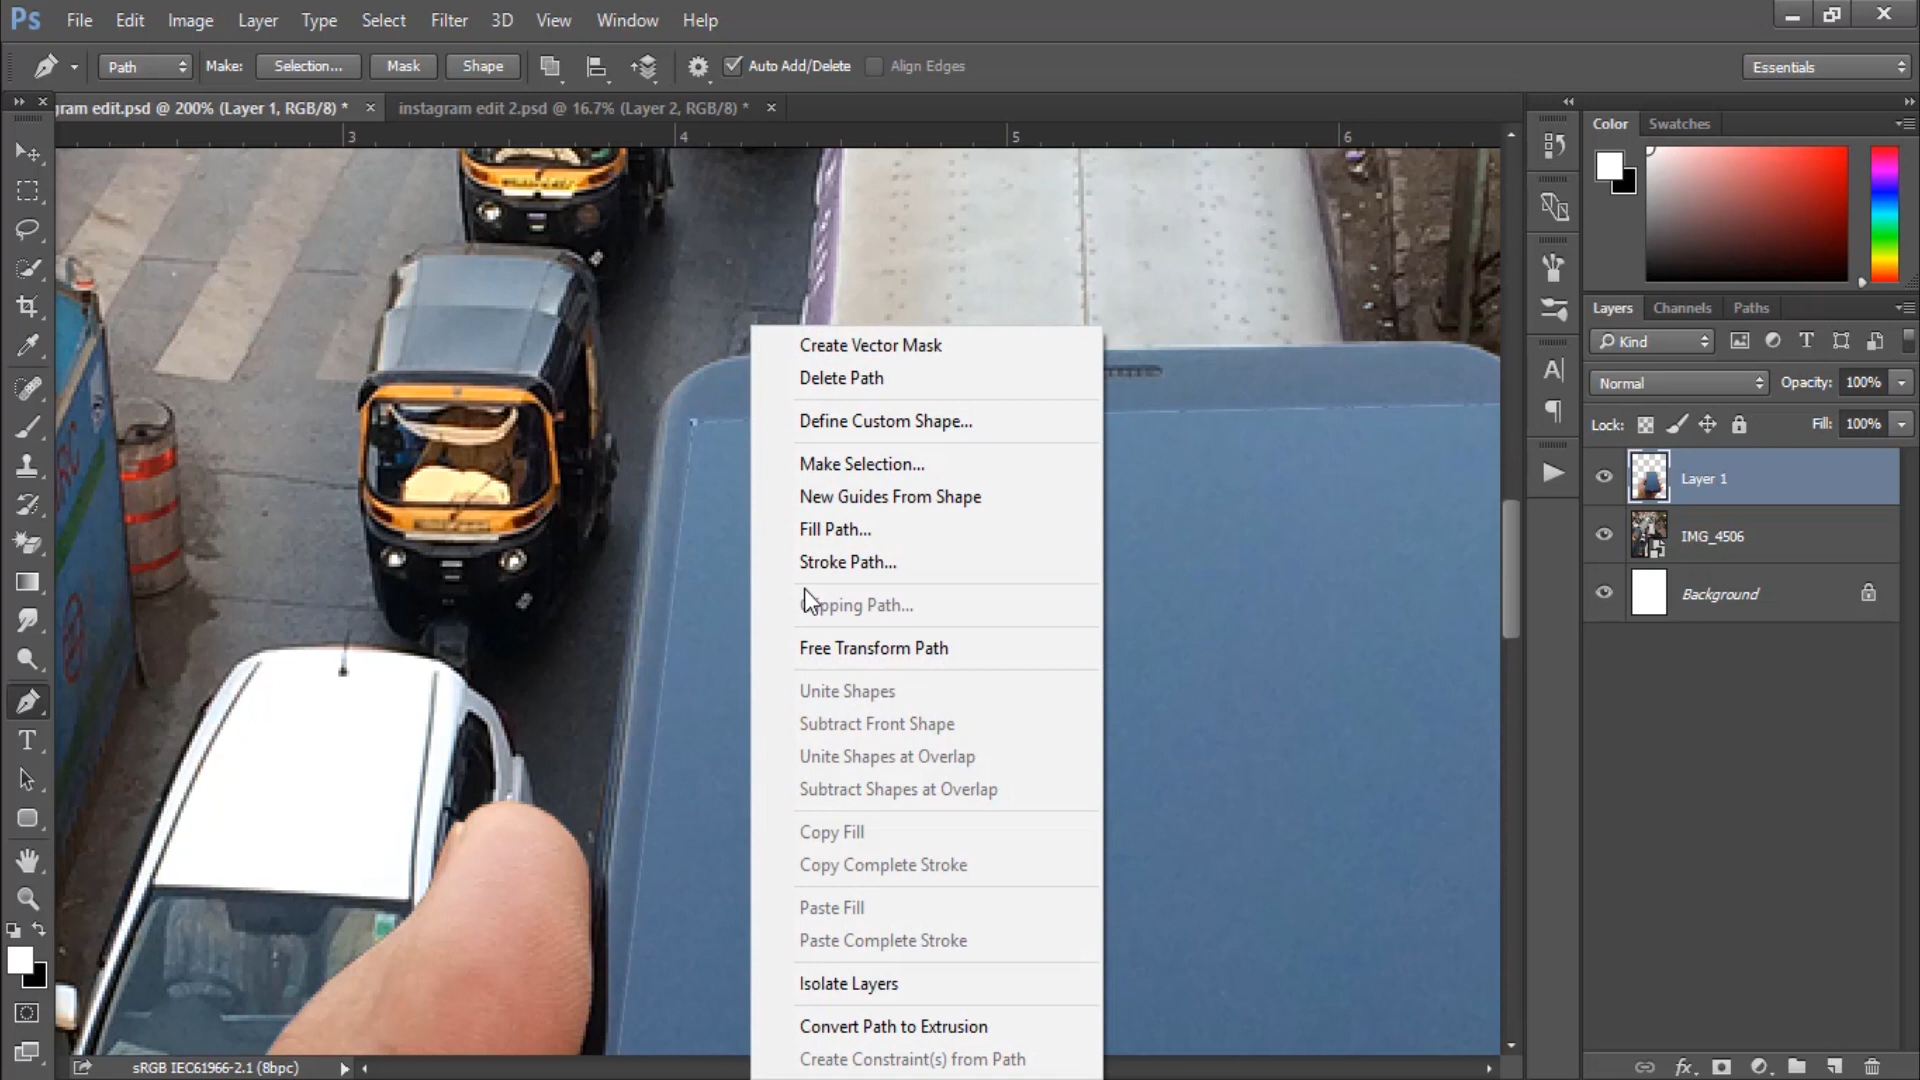 Ps File Edit Image Layer Type Select Filter 3D View Window Help
Path Make: Selection... Mask Shape Auto Add/Delete Align Edges Essentials
gram edit.psd @ 200% (Layer 1, RGB/8) * instagram edit 2.psd @ 16.7% (Layer 2, RGB/8) *
3 4 5 6
Color Swatches
Layers Channels Paths
Kind
Normal Opacity: 100%
Lock: Fill: 100%
Layer 1
IMG_4506
Background
Create Vector Mask
Delete Path
Define Custom Shape...
Make Selection...
New Guides From Shape
Fill Path...
Stroke Path...
pping Path...
Free Transform Path
Unite Shapes
Subtract Front Shape
Unite Shapes at Overlap
Subtract Shapes at Overlap
Copy Fill
Copy Complete Stroke
Paste Fill
Paste Complete Stroke
Isolate Layers
Convert Path to Extrusion
Create Constraint(s) from Path
sRGB IEC61966-2.1 (8bpc)
fx